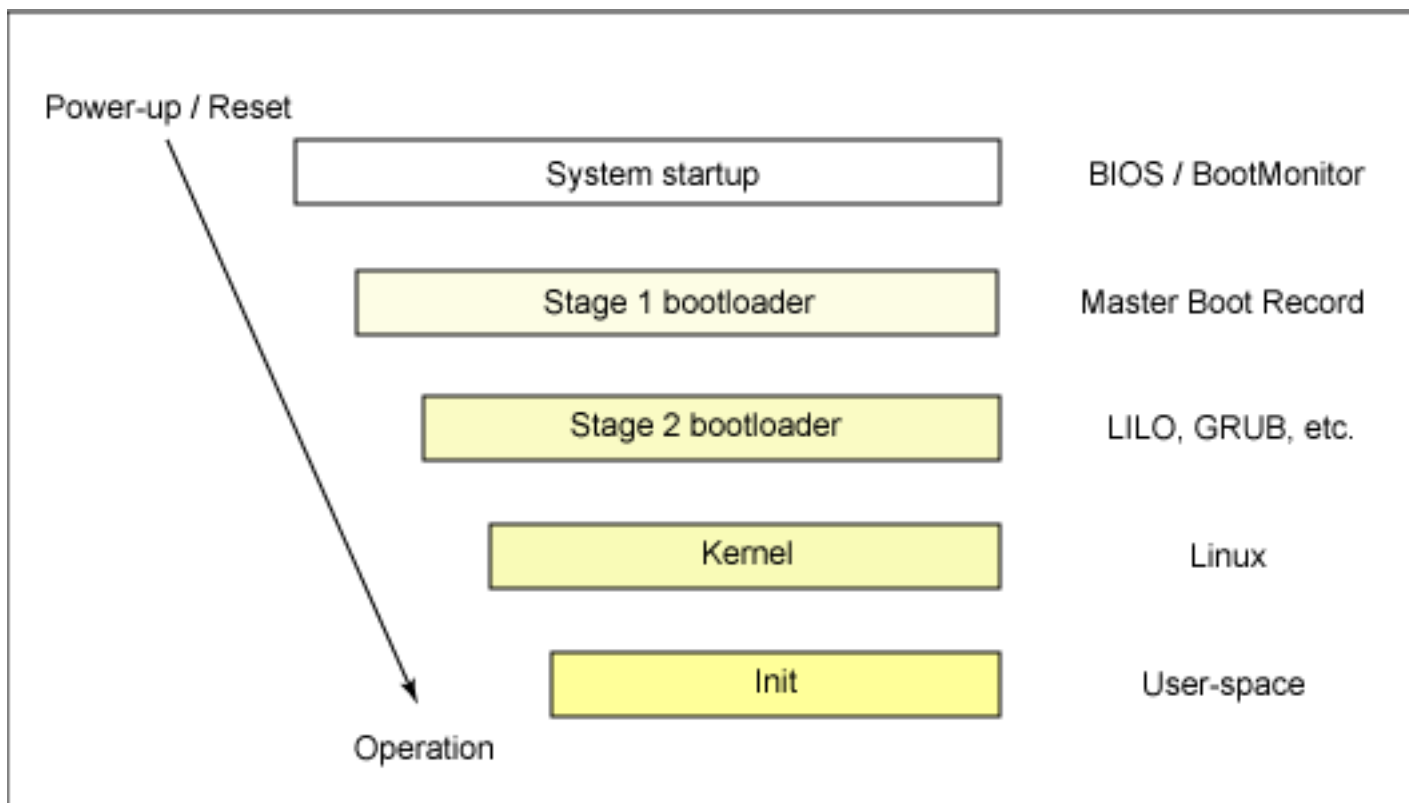 Power-up / Reset
System startup
BIOS / BootMonitor
Stage 1 bootloader
Master Boot Record
Stage 2 bootloader
LILO, GRUB, etc.
Kernel
Linux
Init
User-space
Operation